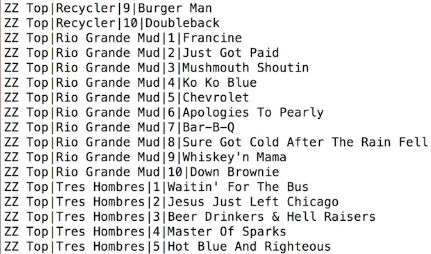 ZZ Top|Recycler|9|Burger Man
ZZ Top|Recycler|10|Doubleback
ZZ Top|Rio Grande Mud|1|Francine
ZZ Top|Rio Grande Mud|2|Just Got Paid
ZZ Top|Rio Grande Mud|3|Mushmouth Shoutin
ZZ Top|Rio Grande Mud|4|Ko Ko Blue
ZZ Top|Rio Grande Mud|5|Chevrolet
ZZ Top|Rio Grande Mud|6|Apologies To Pearly
ZZ Top|Rio Grande Mud|7|Bar-B-Q
ZZ Top|Rio Grande Mud|8|Sure Got Cold After The Rain Fell
ZZ Top|Rio Grande Mud|9|Whiskey'n Mama
ZZ Top|Rio Grande Mud|10|Down Brownie
ZZ Top|Tres Hombres|1|Waitin' For The Bus
ZZ Top|Tres Hombres|2|Jesus Just Left Chicago
ZZ Top|Tres Hombres|3|Beer Drinkers & Hell Raisers
ZZ Top|Tres Hombres|4|Master Of Sparks
ZZ Top|Tres Hombres|5|Hot Blue And Righteous